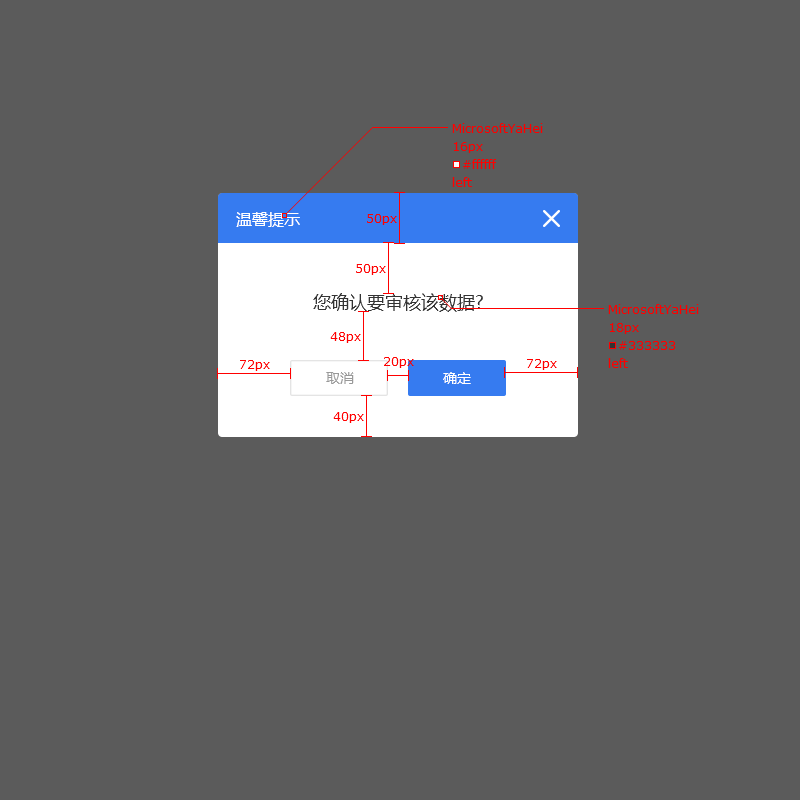 MicrosoftYaHei
16px
#ffffff
left
温馨提示
50px
50px
您确认要审核该数据?
MicrosoftYaHei
18px
#333333
left
48px
72px
20px
72px
取消
确定
40px